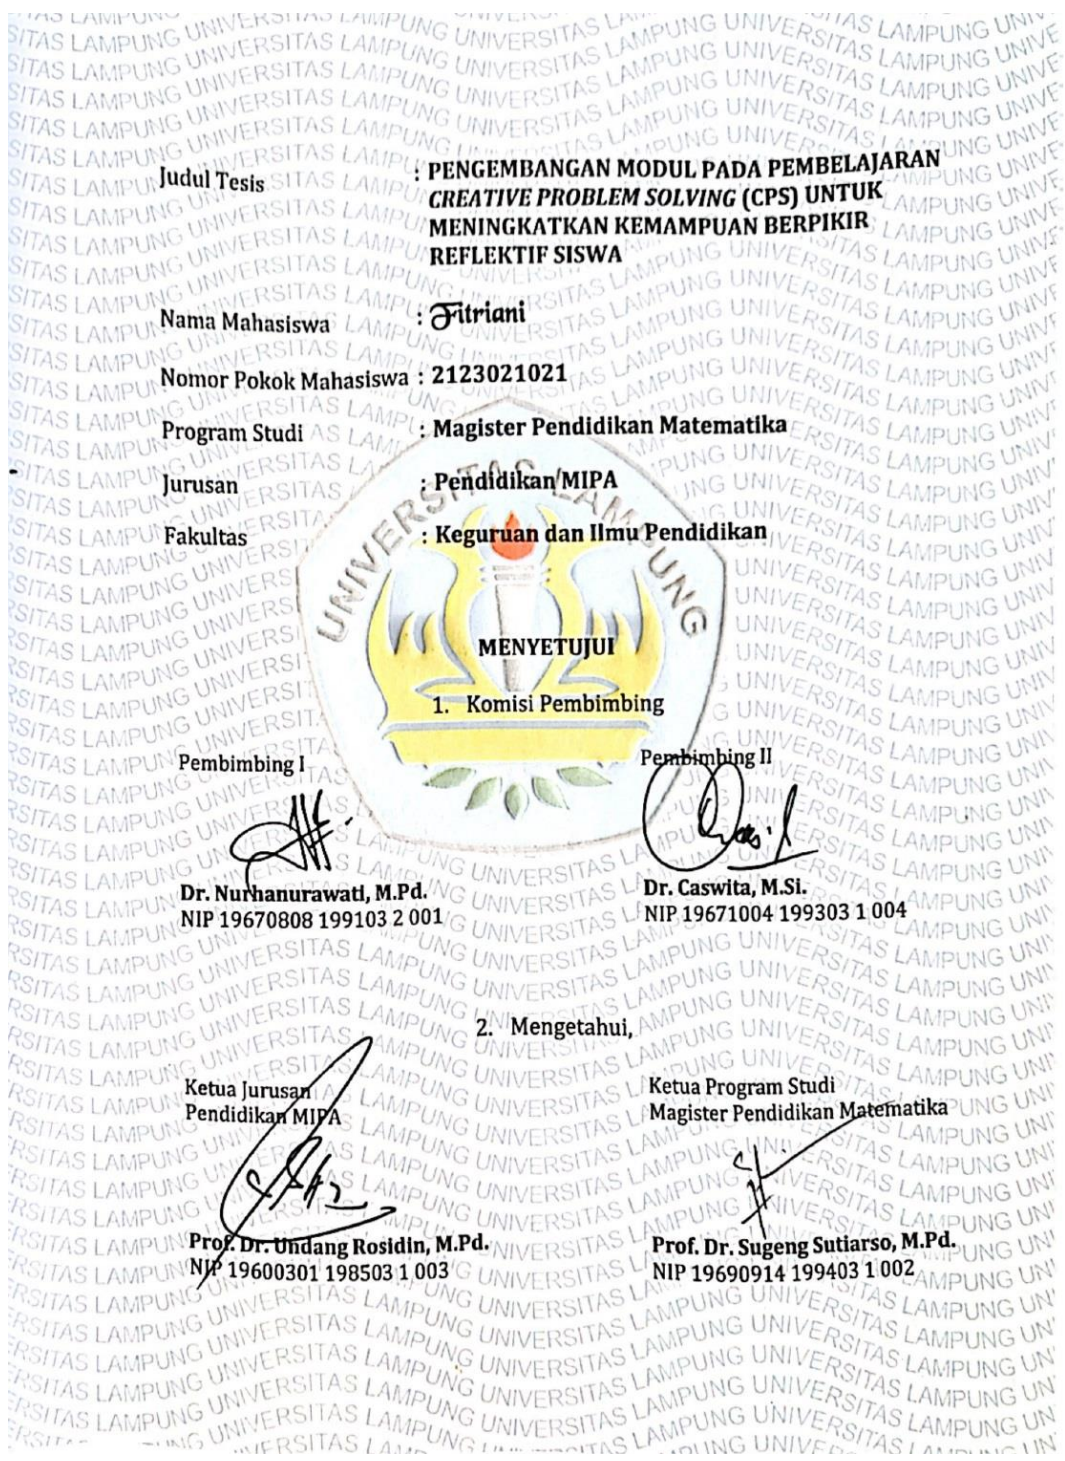 Judul Tesis : PENGEMBANGAN MODUL PADA PEMBELAJARAN
CREATIVE PROBLEM SOLVING (CPS) UNTUK
MENINGKATKAN KEMAMPUAN BERPIKIR
REFLEKTIF SISWA
Nama Mahasiswa : Fitriani
Nomor Pokok Mahasiswa : 2123021021
Program Studi : Magister Pendidikan Matematika
Jurusan : Pendidikan MIPA
Fakultas : Keguruan dan Ilmu Pendidikan
UNIVERSITAS LAMPUNG
MENYETUJUI
1. Komisi Pembimbing
Pembimbing I
Pembimbing II
Dr. Nurhanurawati, M.Pd.
NIP 19670808 199103 2 001
Dr. Caswita, M.Si.
NIP 19671004 199303 1 004
2. Mengetahui,
Ketua Jurusan
Pendidikan MIPA
Ketua Program Studi
Magister Pendidikan Matematika
Prof. Dr. Undang Rosidin, M.Pd.
NIP 19600301 198503 1 003
Prof. Dr. Sugeng Sutiarso, M.Pd.
NIP 19690914 199403 1 002